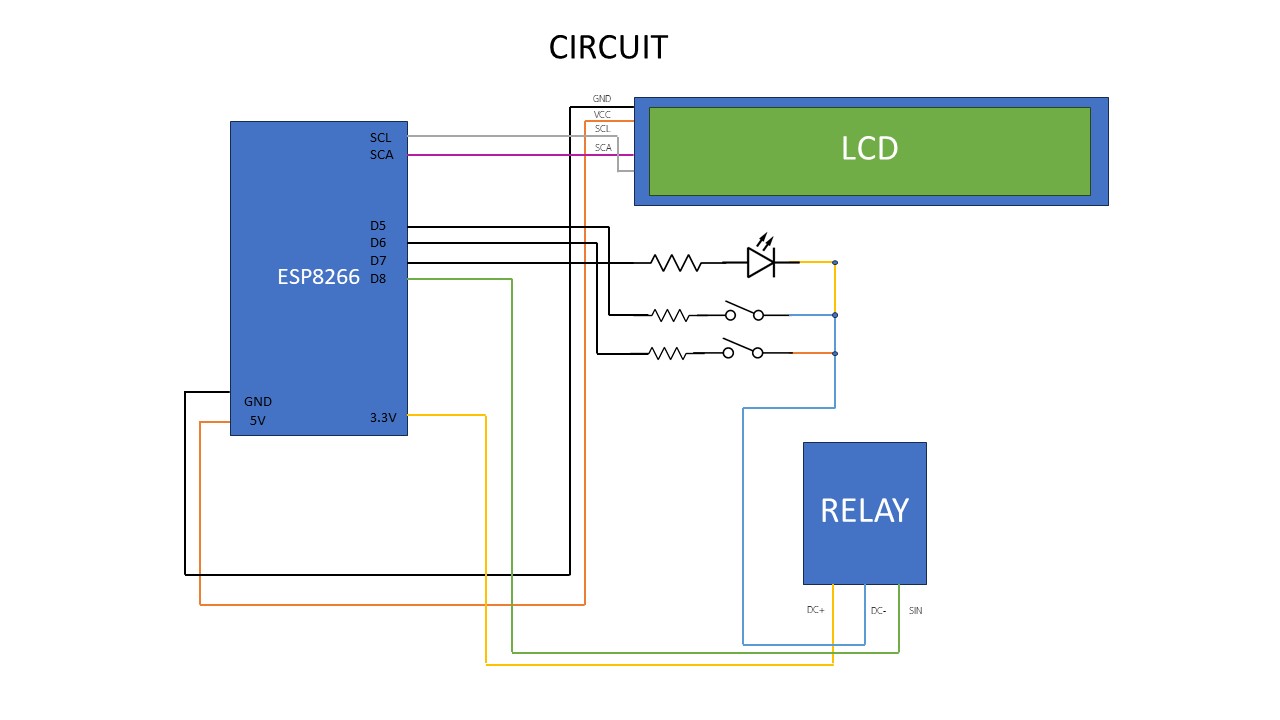 CIRCUIT
GND
VCC
SCL
SCA
LCD
SCL
SCA
D5
D6
D7
D8
ESP8266
GND
5V
3.3V
RELAY
DC+
DC-
SIN